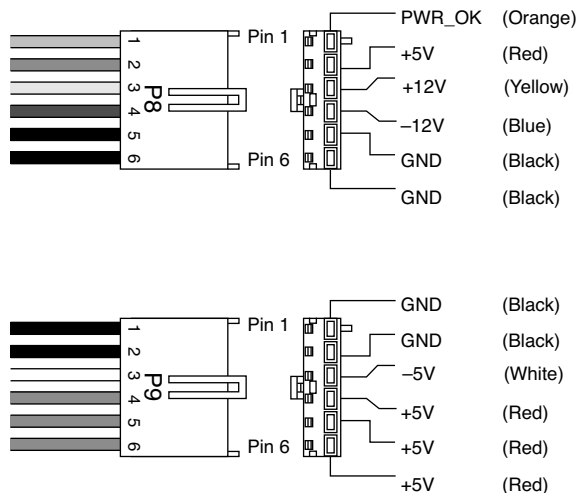 PWR_OK (Orange)
1 Pin 1
+5V (Red)
2
+12V (Yellow)
3
P8
4
–12V (Blue)
5
GND (Black)
6 Pin 6
GND (Black)
GND (Black)
1 Pin 1
GND (Black)
2
–5V (White)
3
P9
4
+5V (Red)
5
+5V (Red)
6 Pin 6
+5V (Red)